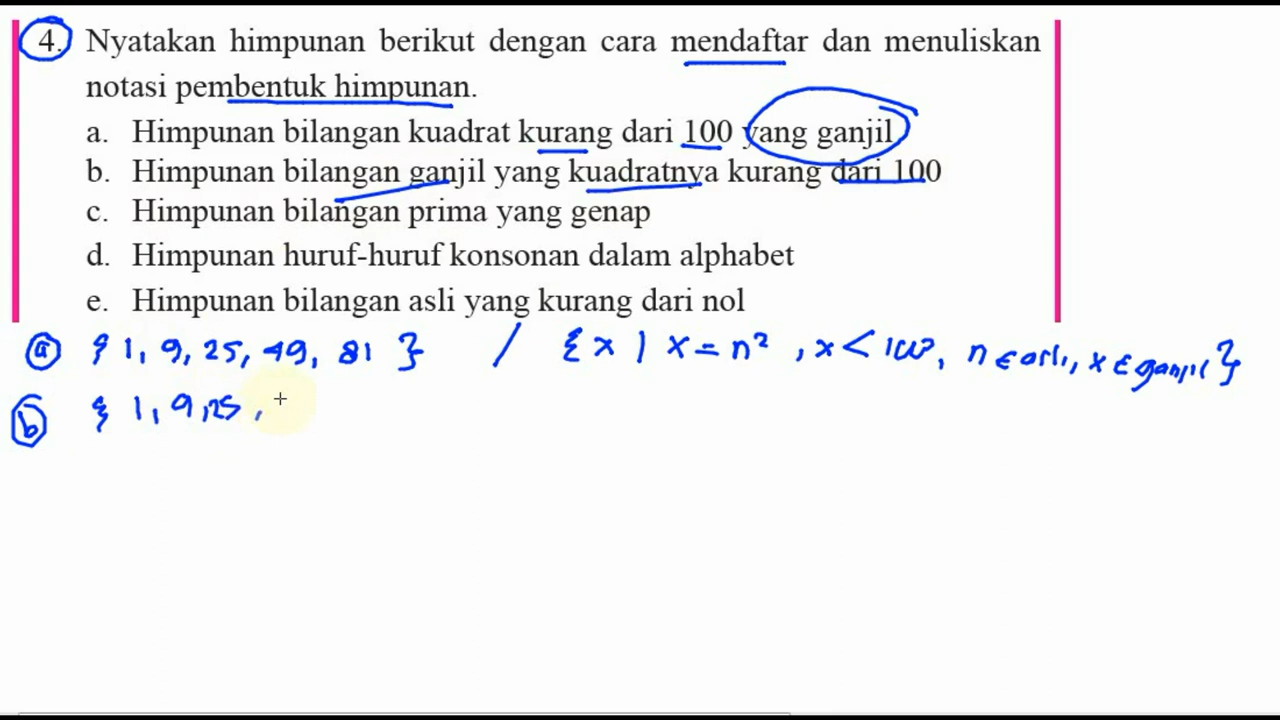 4. Nyatakan himpunan berikut dengan cara mendaftar dan menuliskan
notasi pembentuk himpunan.
a. Himpunan bilangan kuadrat kurang dari 100 yang ganjil
b. Himpunan bilangan ganjil yang kuadratnya kurang dari 100
c. Himpunan bilangan prima yang genap
d. Himpunan huruf-huruf konsonan dalam alphabet
e. Himpunan bilangan asli yang kurang dari nol
a { 1, 9, 25, 49, 81 } / { x | x = n², x < 100, n ∈ asli, x ∈ ganjil }
b { 1, 9, 25,